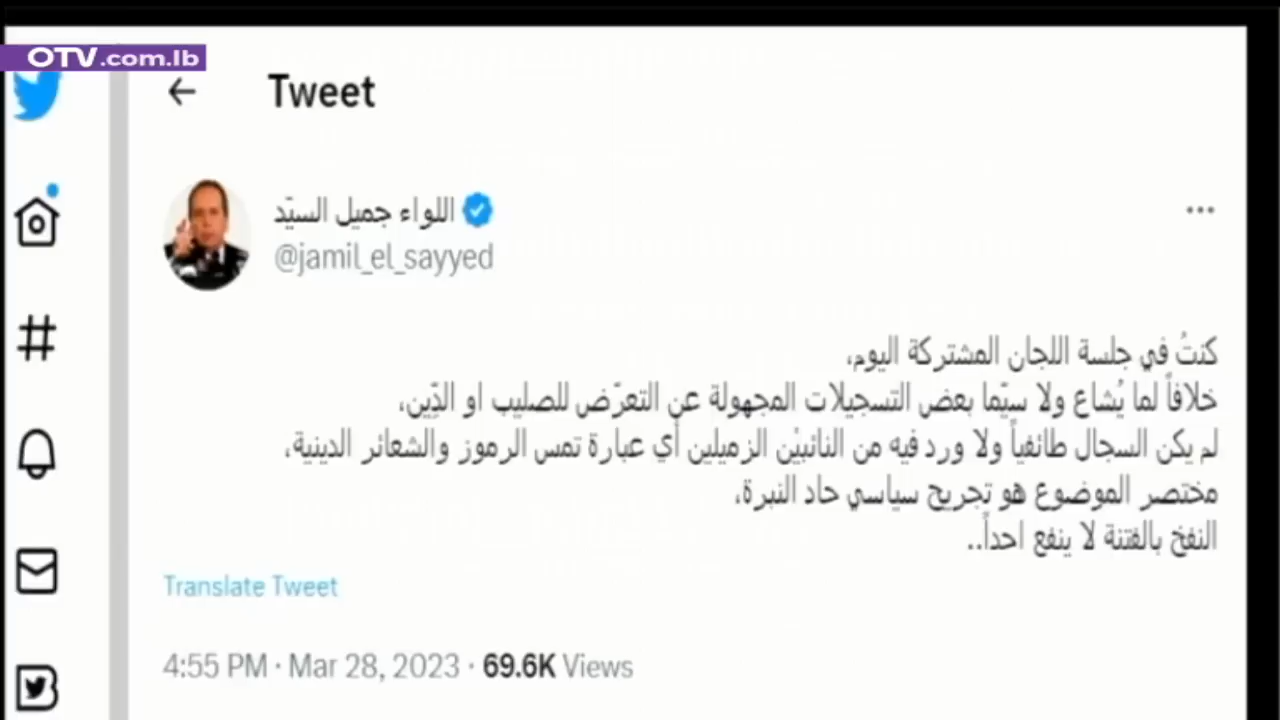 OTV.com.lb
Tweet
اللواء جميل السيّد
@jamil_el_sayyed
كنتُ في جلسة اللجان المشتركة اليوم،
خلافاً لما يُشاع ولا سيّما بعض التسجيلات المجهولة عن التعرّض للصليب او الدّين،
لم يكن السجال طائفياً ولا ورد فيه من النائبيْن الزميلين أي عبارة تمس الرموز والشعائر الدينية،
مختصر الموضوع هو تجريح سياسي حاد النبرة،
النفخ بالفتنة لا ينفع احداً..
Translate Tweet
4:55 PM · Mar 28, 2023 · 69.6K Views